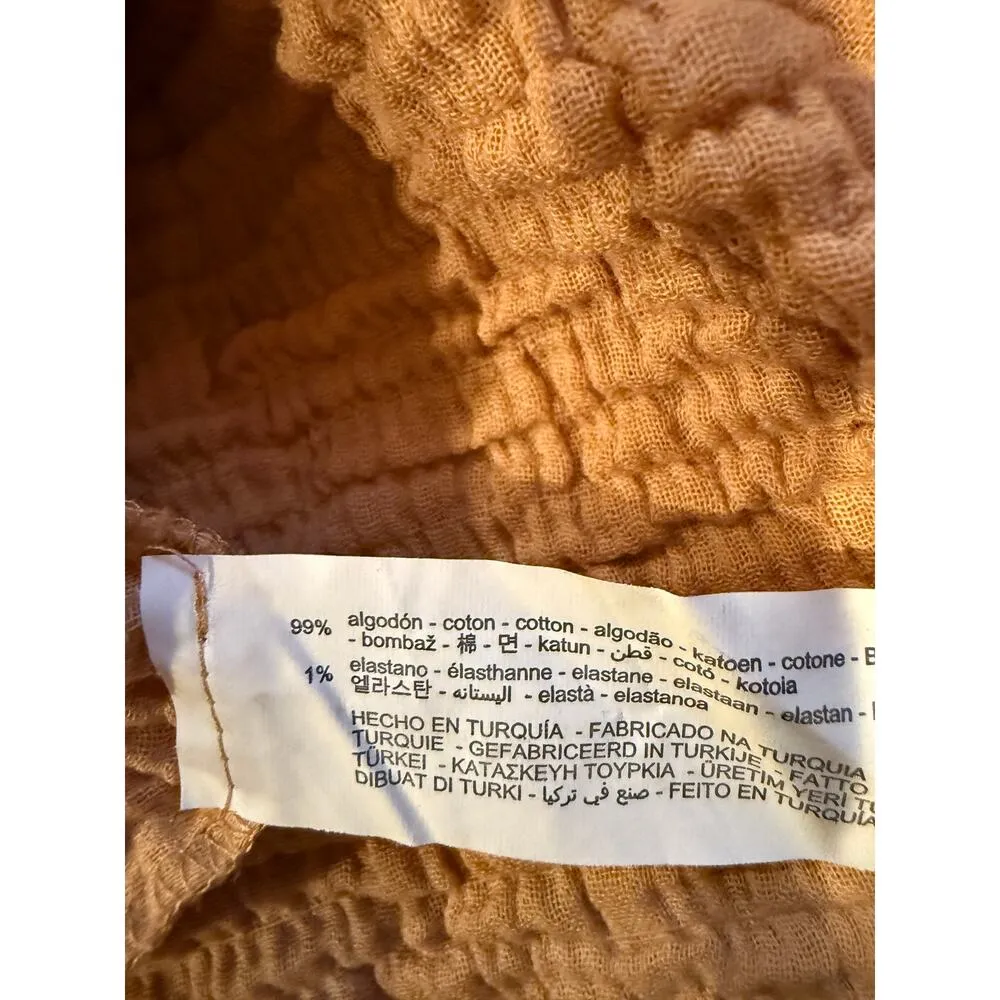 99% algodón - coton - cotton - algodão - katoen - cotone - B
- bombaž - 棉 - 면 - katun - قطن - cotó - kotoia
1% elastano - élasthanne - elastane - elastaan - elastan -
엘라스탄 - اليستانه - elastà - elastanoa
HECHO EN TURQUÍA - FABRICADO NA TURQUIA
TURQUIE - GEFABRICEERD IN TURKIJE - FATTO
TÜRKEI - ΚΑΤΑΣΚΕΥΗ ΤΟΥΡΚΙΑ - ÜRETİM YERİ TÜ
DIBUAT DI TURKI - صنع في تركيا - FEITO EN TURQUÍA